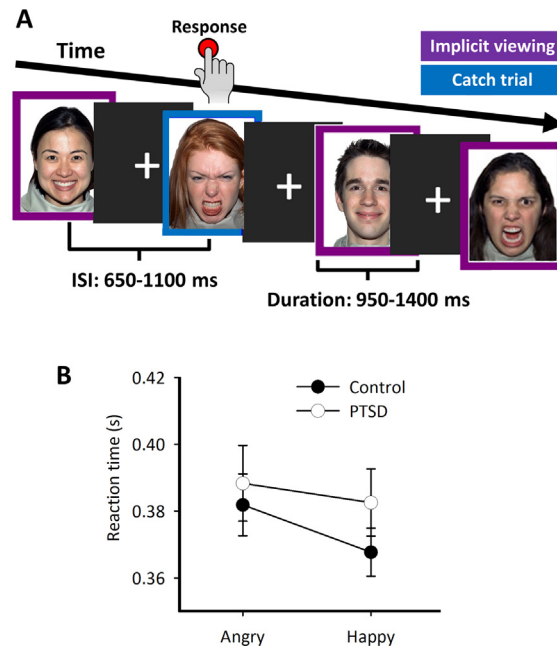 A
Response
Time
Implicit viewing
Catch trial
ISI: 650-1100 ms
Duration: 950-1400 ms
B
0.42
0.40
0.38
0.36
Reaction time (s)
Control
PTSD
Angry Happy